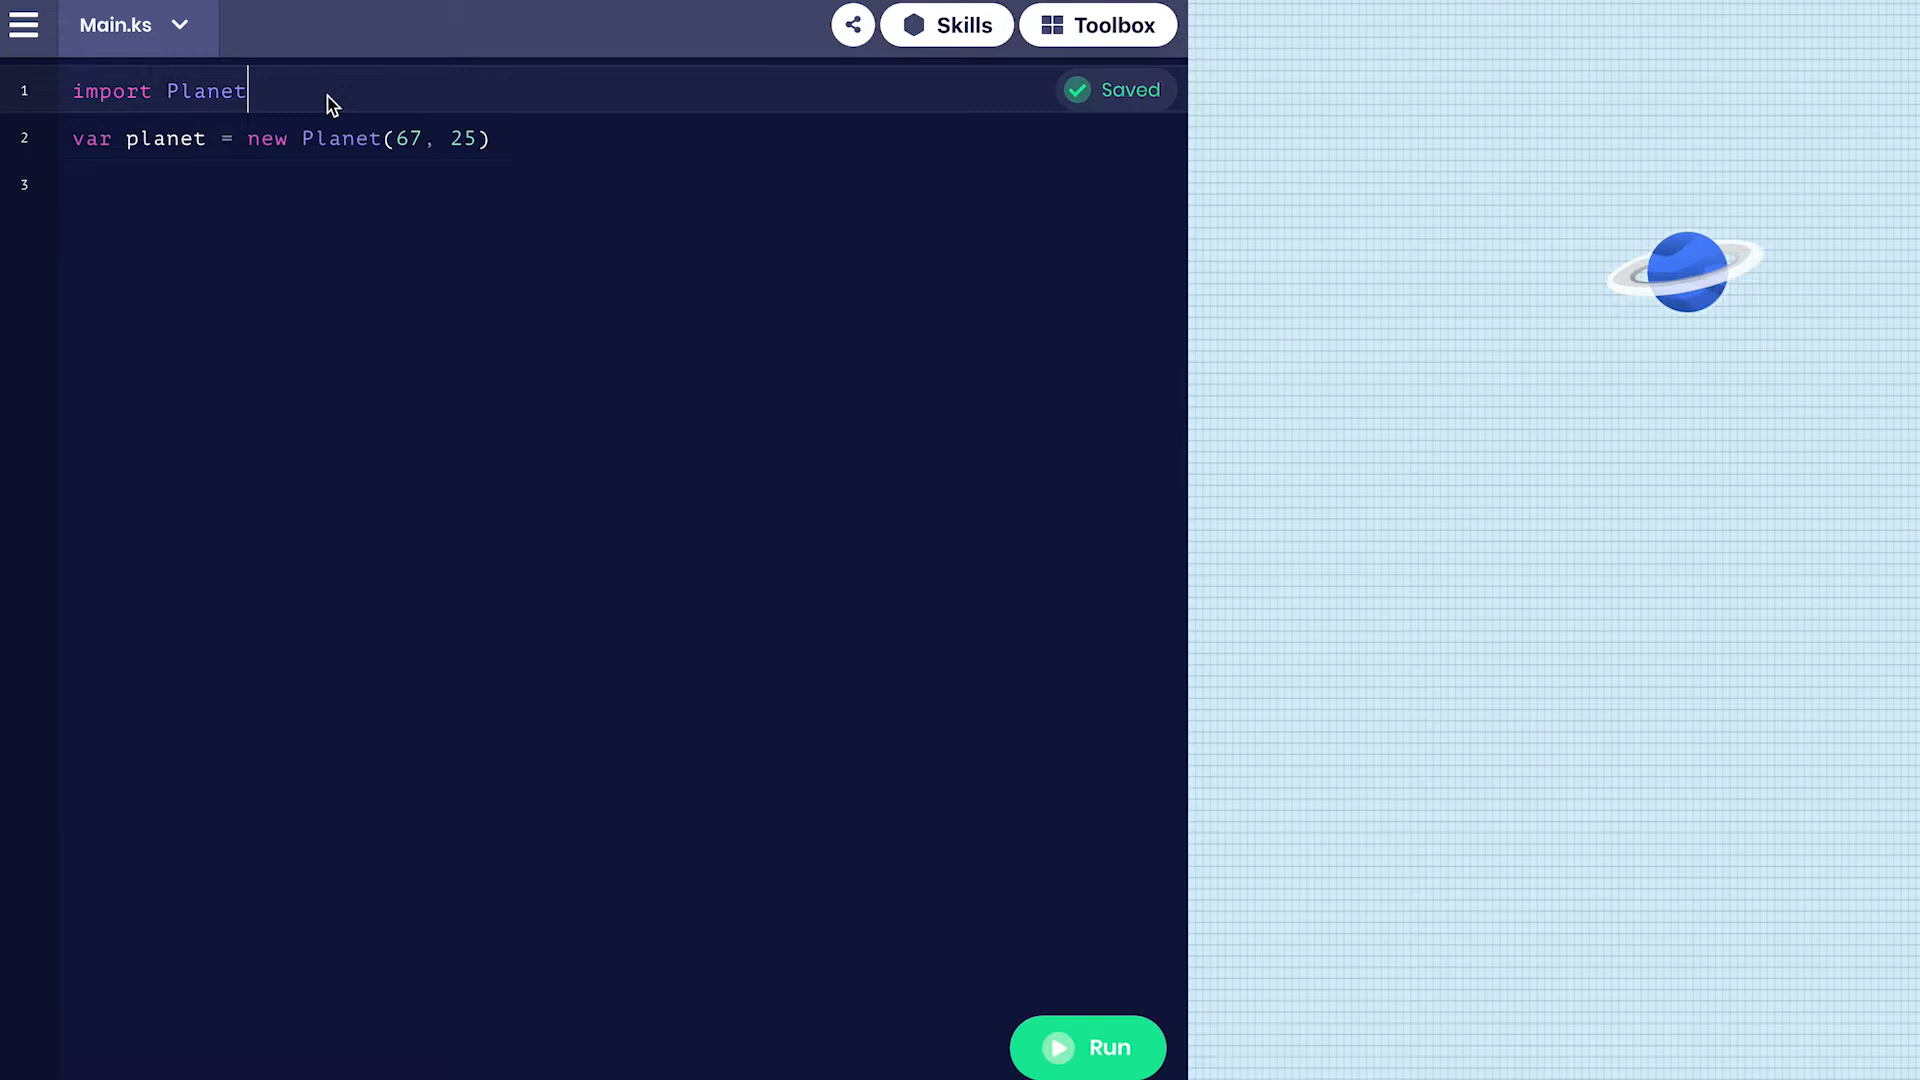 Main.ks
Skills
Toolbox
1 import Planet
Saved
2 var planet = new Planet(67, 25)
3
Run